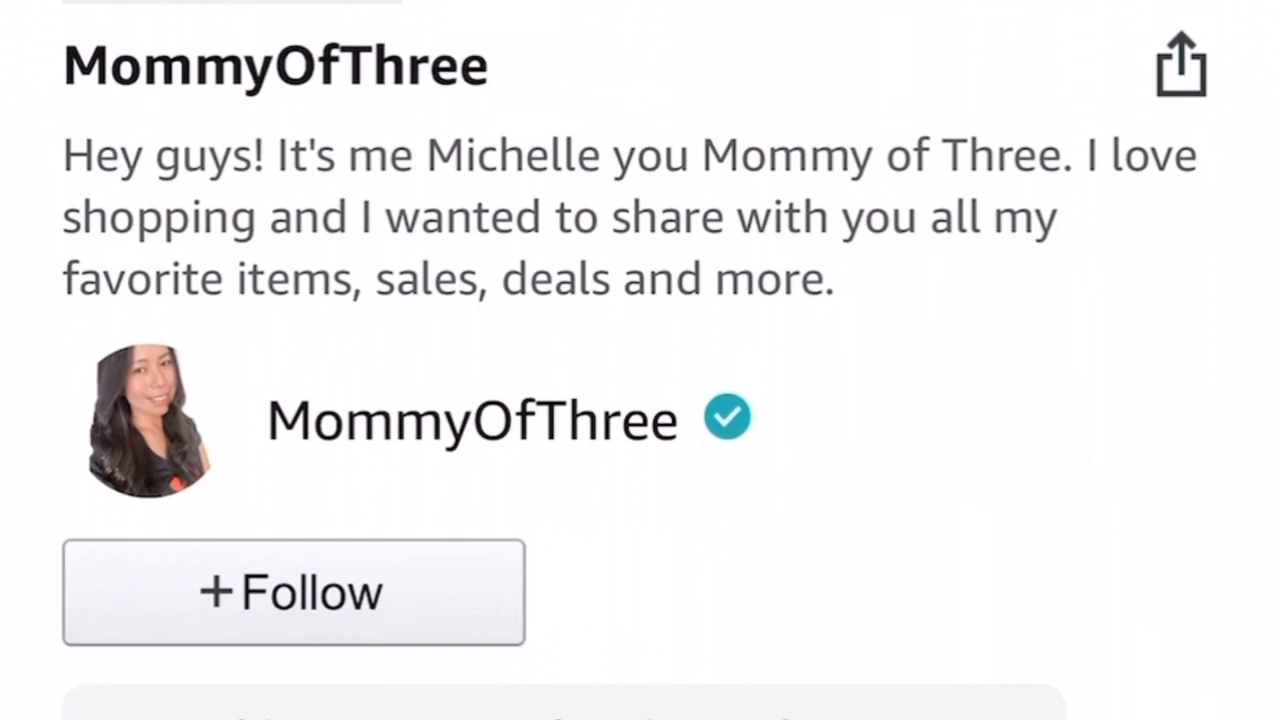 MommyOfThree
Hey guys! It's me Michelle you Mommy of Three. I love
shopping and I wanted to share with you all my
favorite items, sales, deals and more.
MommyOfThree
+Follow